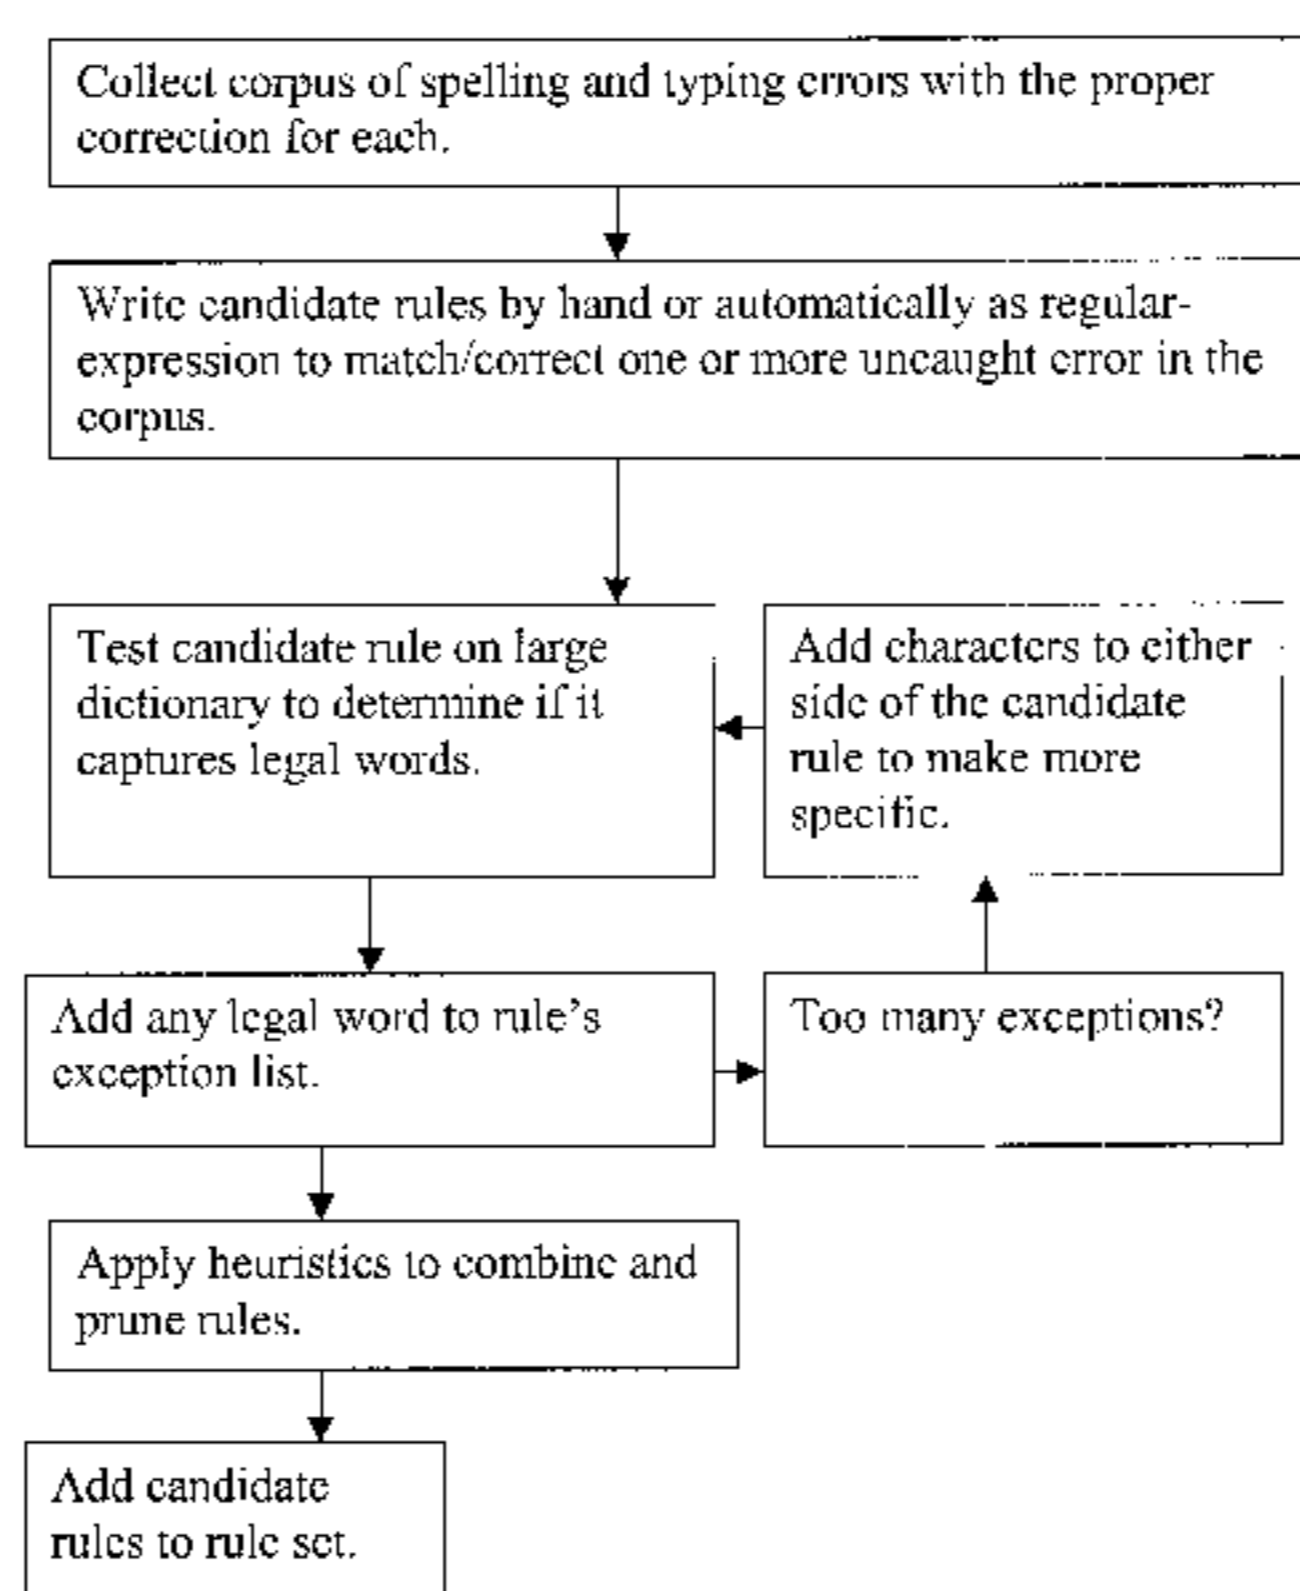 Collect corpus of spelling and typing errors with the proper
correction for each.
Write candidate rules by hand or automatically as regular-
expression to match/correct one or more uncaught error in the
corpus.
Test candidate rule on large
dictionary to determine if it
captures legal words.
Add characters to either
side of the candidate
rule to make more
specific.
Add any legal word to rule's
exception list.
Too many exceptions?
Apply heuristics to combine and
prune rules.
Add candidate
rules to rule set.